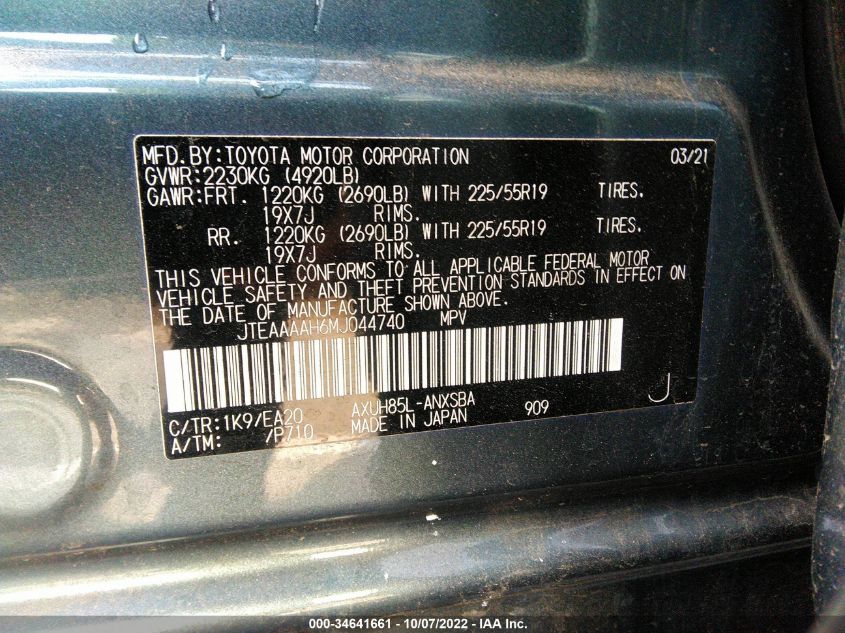 MFD.BY:TOYOTA MOTOR CORPORATION 03/21
GVWR:2230KG (4920LB)
GAWR:FRT. 1220KG (2690LB) WITH 225/55R19 TIRES.
19X7J RIMS.
RR. 1220KG (2690LB) WITH 225/55R19 TIRES.
19X7J RIMS.
THIS VEHICLE CONFORMS TO ALL APPLICABLE FEDERAL MOTOR
VEHICLE SAFETY AND THEFT PREVENTION STANDARDS IN EFFECT ON
THE DATE OF MANUFACTURE SHOWN ABOVE.
JTEAAAAH6MJ044740 MPV
C/TR:1K9/EA20 AXUH85L-ANXSBA 909 J
A/TM: /P710 MADE IN JAPAN
000-34641661 - 10/07/2022 - IAA Inc.